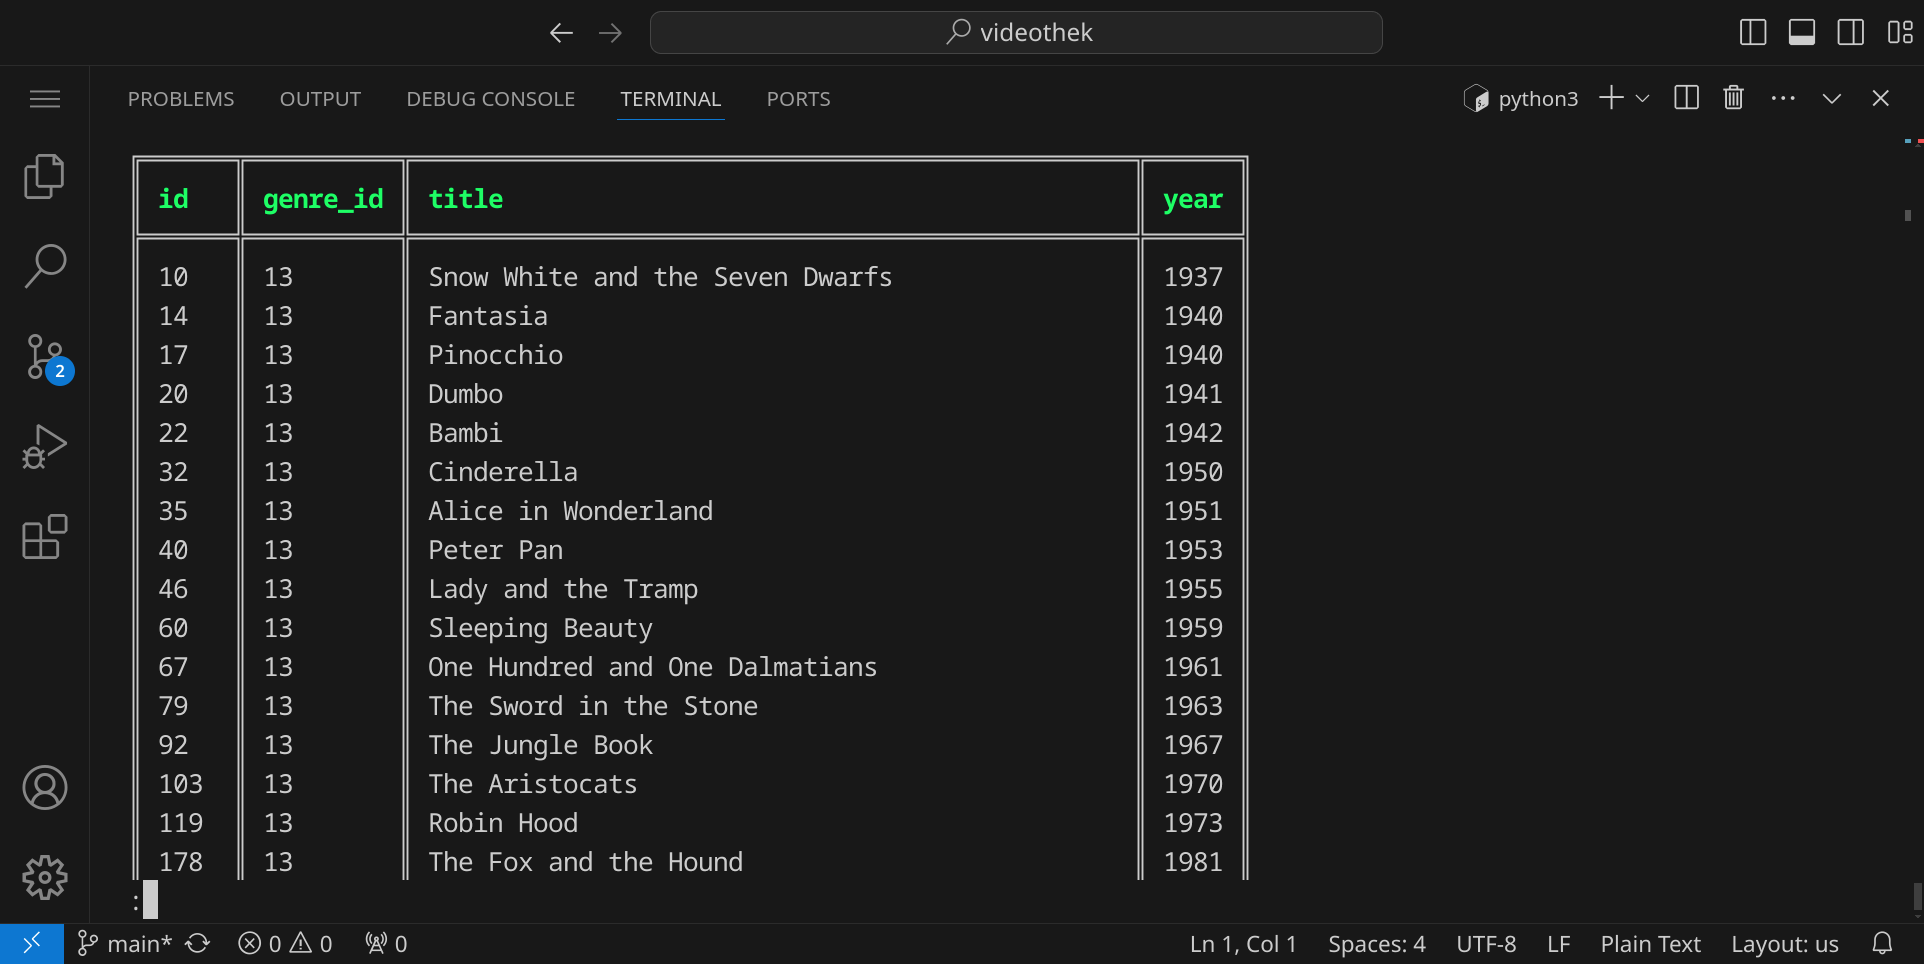 videothek
PROBLEMS OUTPUT DEBUG CONSOLE TERMINAL PORTS python3
id genre_id title year
10 13 Snow White and the Seven Dwarfs 1937
14 13 Fantasia 1940
17 13 Pinocchio 1940
20 13 Dumbo 1941
22 13 Bambi 1942
32 13 Cinderella 1950
35 13 Alice in Wonderland 1951
40 13 Peter Pan 1953
46 13 Lady and the Tramp 1955
60 13 Sleeping Beauty 1959
67 13 One Hundred and One Dalmatians 1961
79 13 The Sword in the Stone 1963
92 13 The Jungle Book 1967
103 13 The Aristocats 1970
119 13 Robin Hood 1973
178 13 The Fox and the Hound 1981
:
2
main* 0 0 0 Ln 1, Col 1 Spaces: 4 UTF-8 LF Plain Text Layout: us